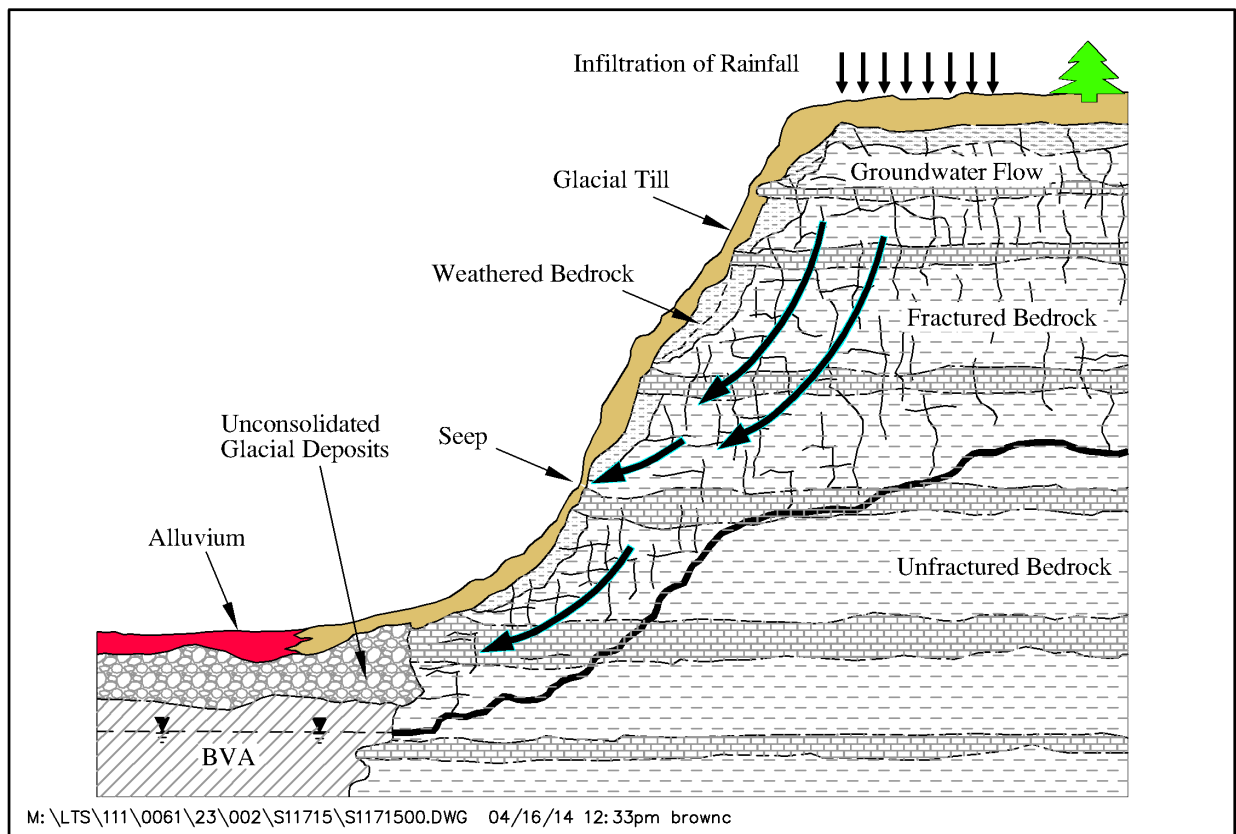 Infiltration of Rainfall
Groundwater Flow
Glacial Till
Weathered Bedrock
Fractured Bedrock
Unconsolidated
Glacial Deposits
Seep
Alluvium
Unfractured Bedrock
BVA
M:\LTS\111\0061\23\002\S11715\S1171500.DWG 04/16/14 12:33pm brownc